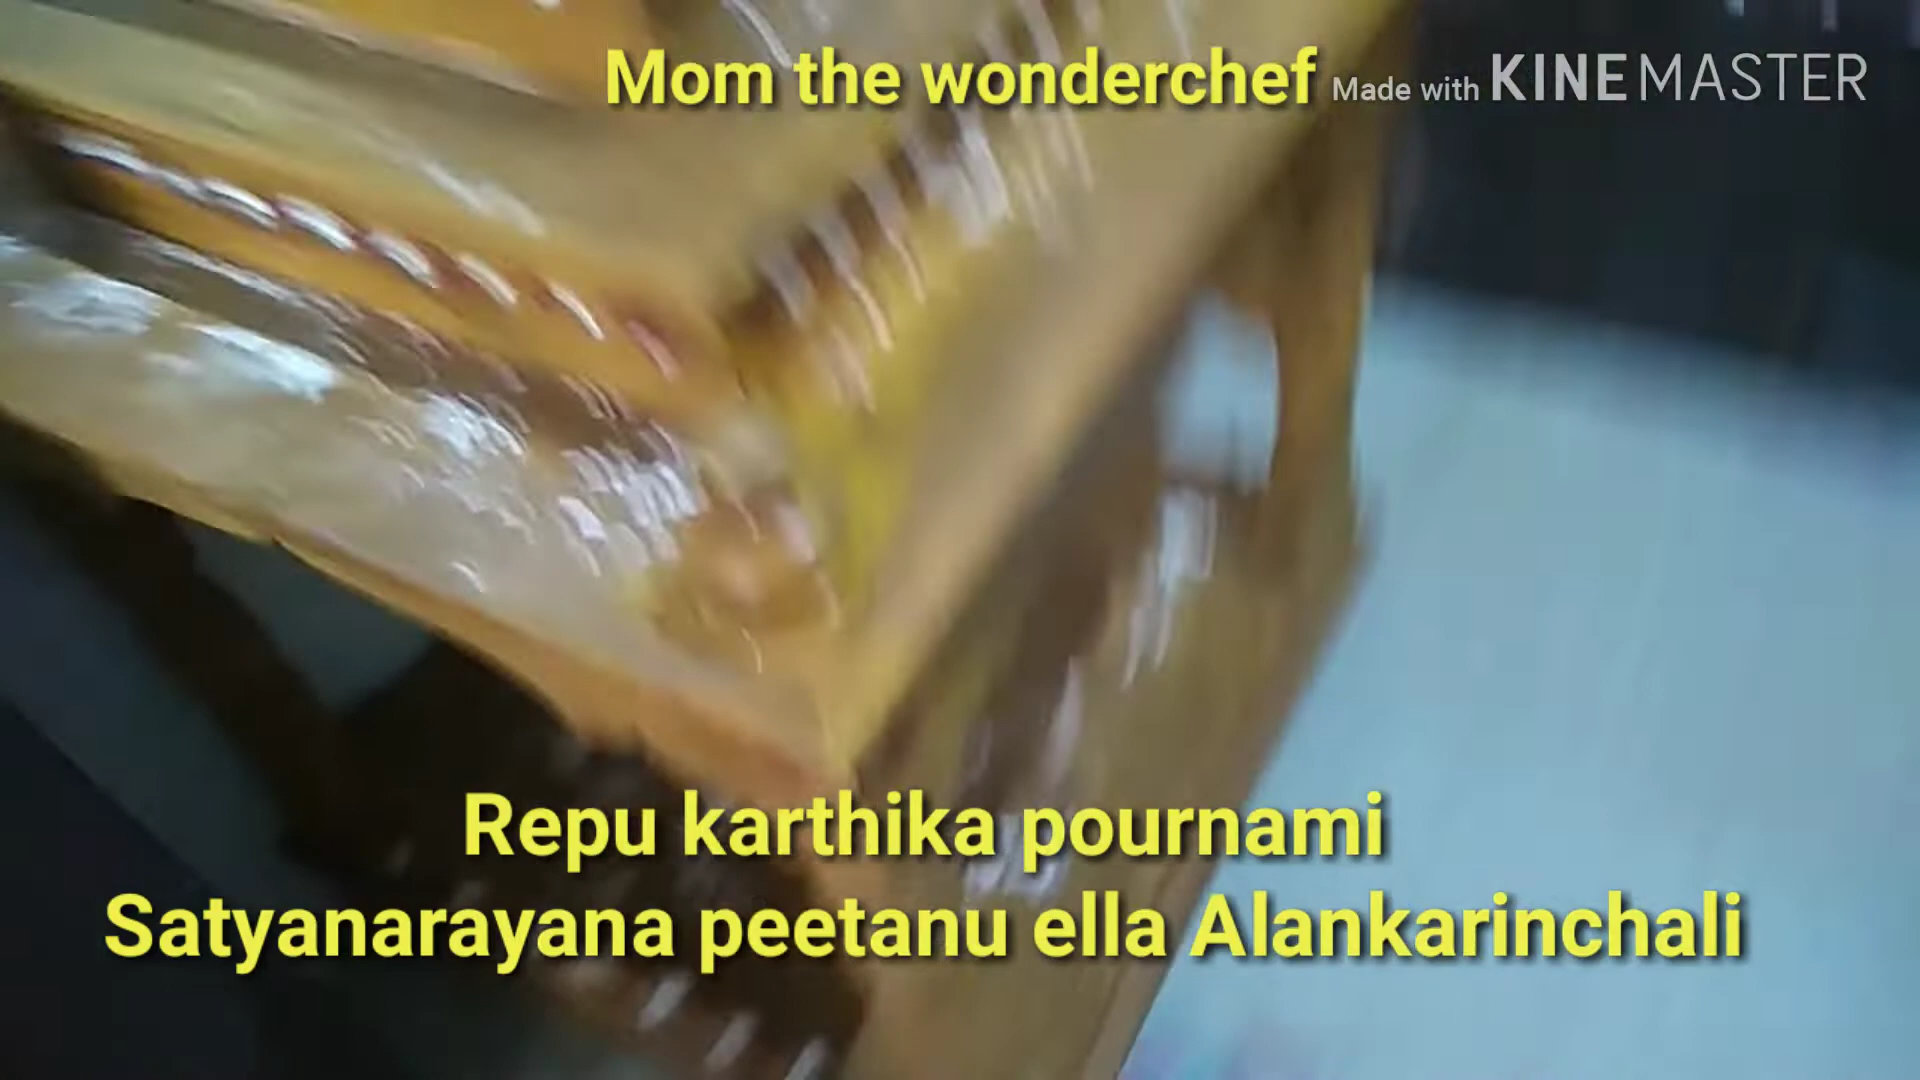 Mom the wonderchef
Made with KINEMASTER
Repu karthika pournami
Satyanarayana peetanu ella Alankarinchali